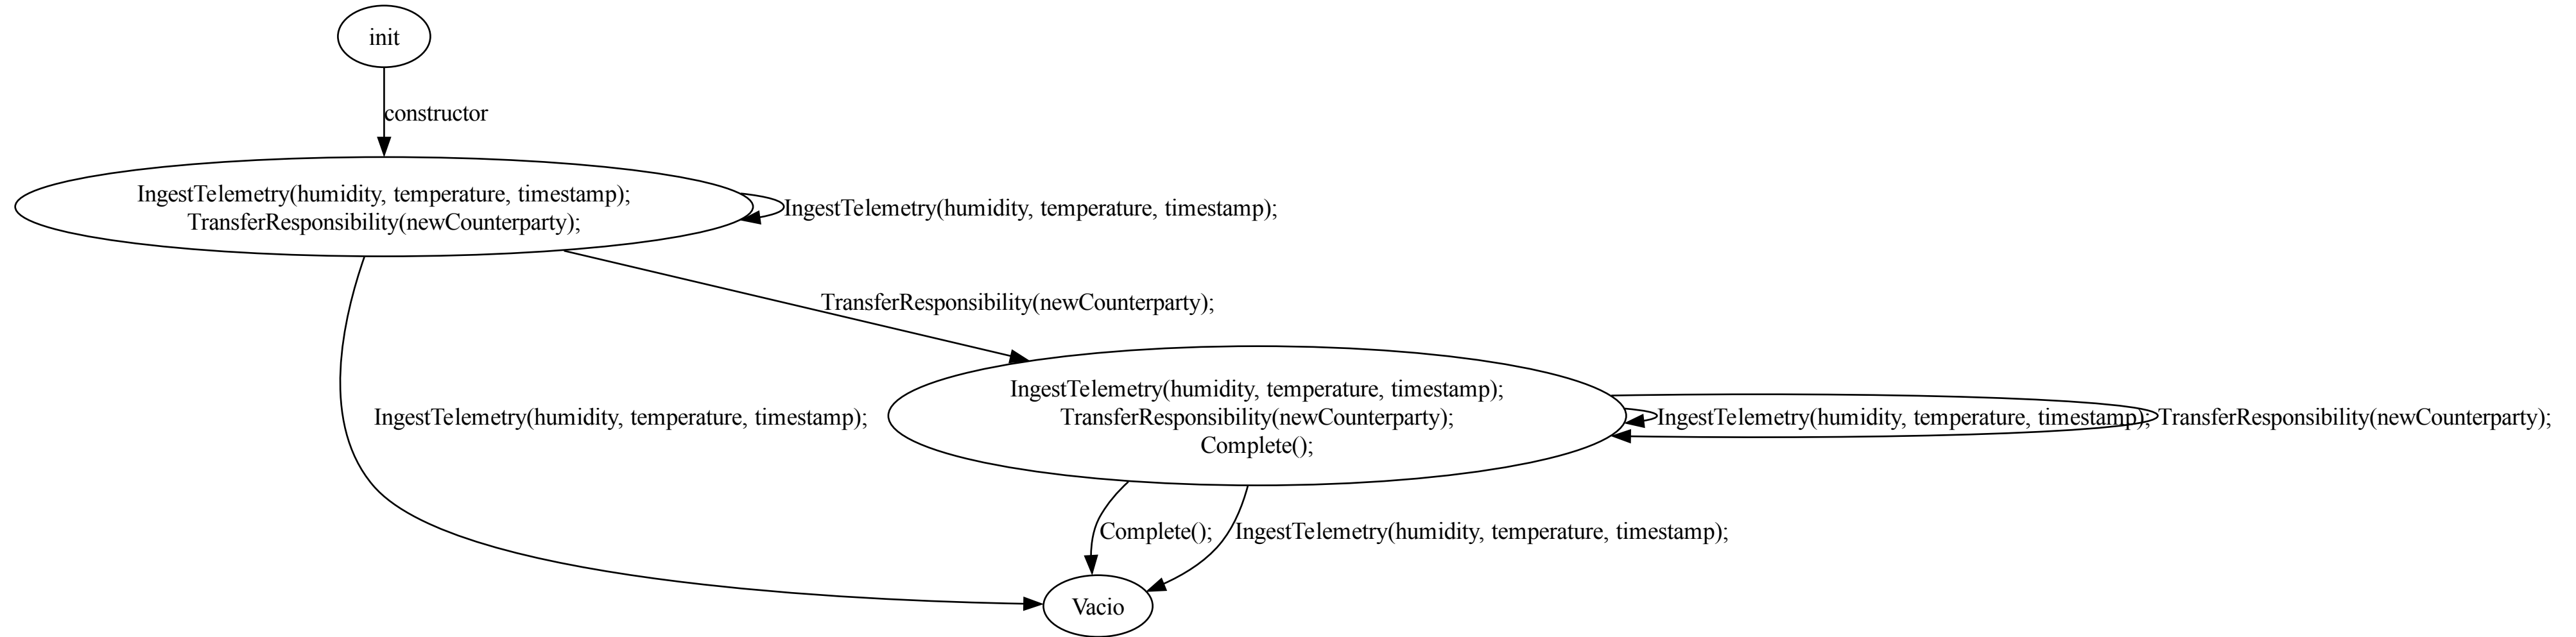 init
constructor
IngestTelemetry(humidity, temperature, timestamp);
TransferResponsibility(newCounterparty);
IngestTelemetry(humidity, temperature, timestamp);
TransferResponsibility(newCounterparty);
IngestTelemetry(humidity, temperature, timestamp);
IngestTelemetry(humidity, temperature, timestamp);
TransferResponsibility(newCounterparty);
Complete();
IngestTelemetry(humidity, temperature, timestamp);
TransferResponsibility(newCounterparty);
Complete();
IngestTelemetry(humidity, temperature, timestamp);
Vacio